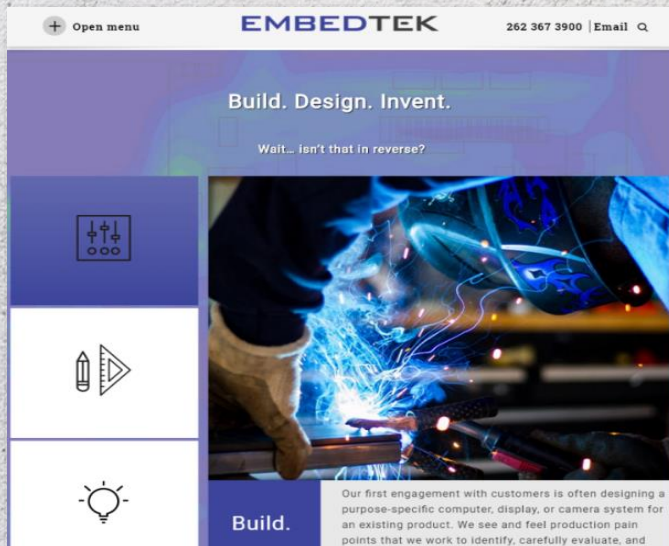 Open menu
EMBEDTEK
262 367 3900 | Email
Build. Design. Invent.
Wait... isn't that in reverse?
Build.
Our first engagement with customers is often designing a
purpose-specific computer, display, or camera system for
an existing product. We see and feel production pain
points that we work to identify, carefully evaluate, and